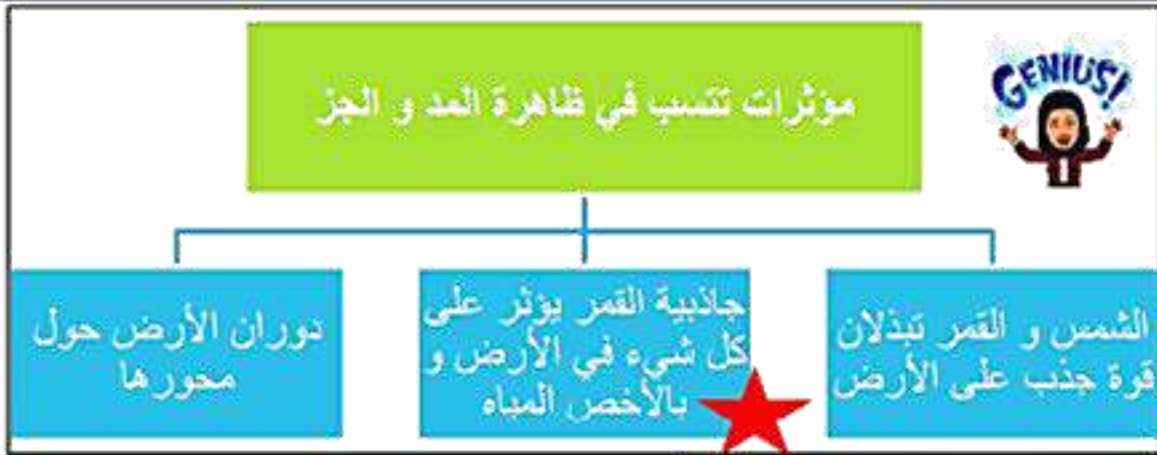 مؤثرات تتسب في ظاهرة المد و الجز
GENIUS!
الشمس و القمر تبذلان
قوة جذب على الأرض
جاذبية القمر يؤثر على
كل شيء في الأرض و
بالأخص المياه
دوران الأرض حول
محورها